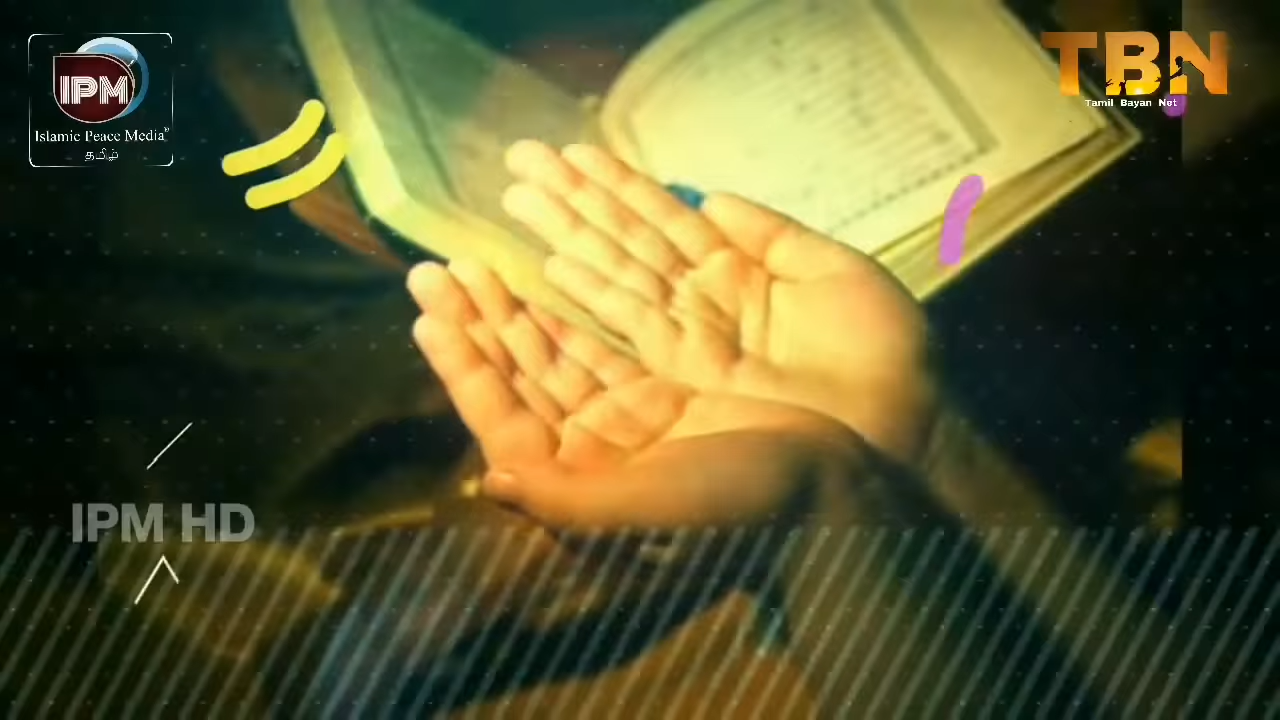 IPM
Islamic Peace Media
தமிழ்
TBN
Tamil Bayan Net
IPM HD